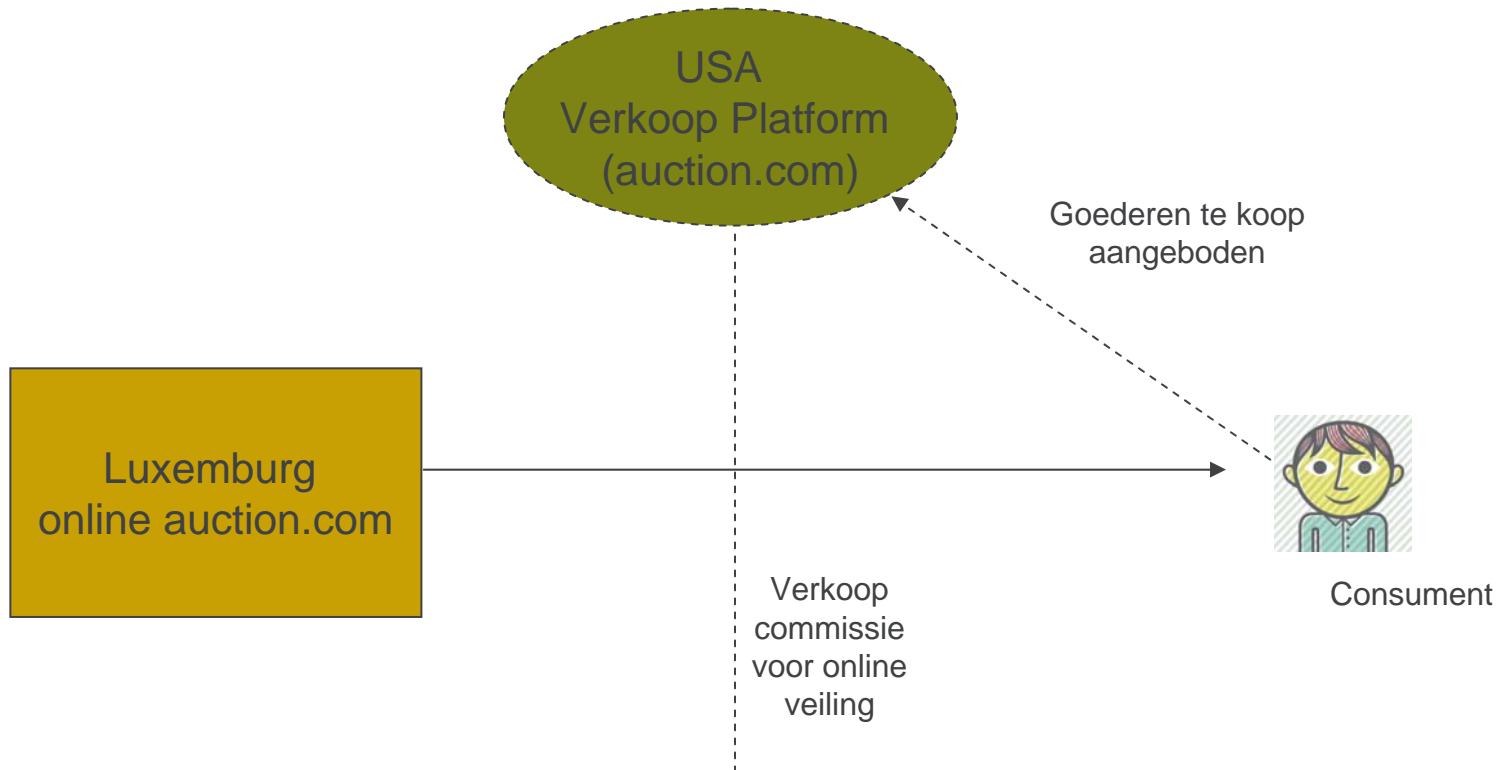 USA
Verkoop Platform
(auction.com)
Goederen te koop
aangeboden
Luxemburg
online auction.com
Verkoop
commissie
voor online
veiling
Consument